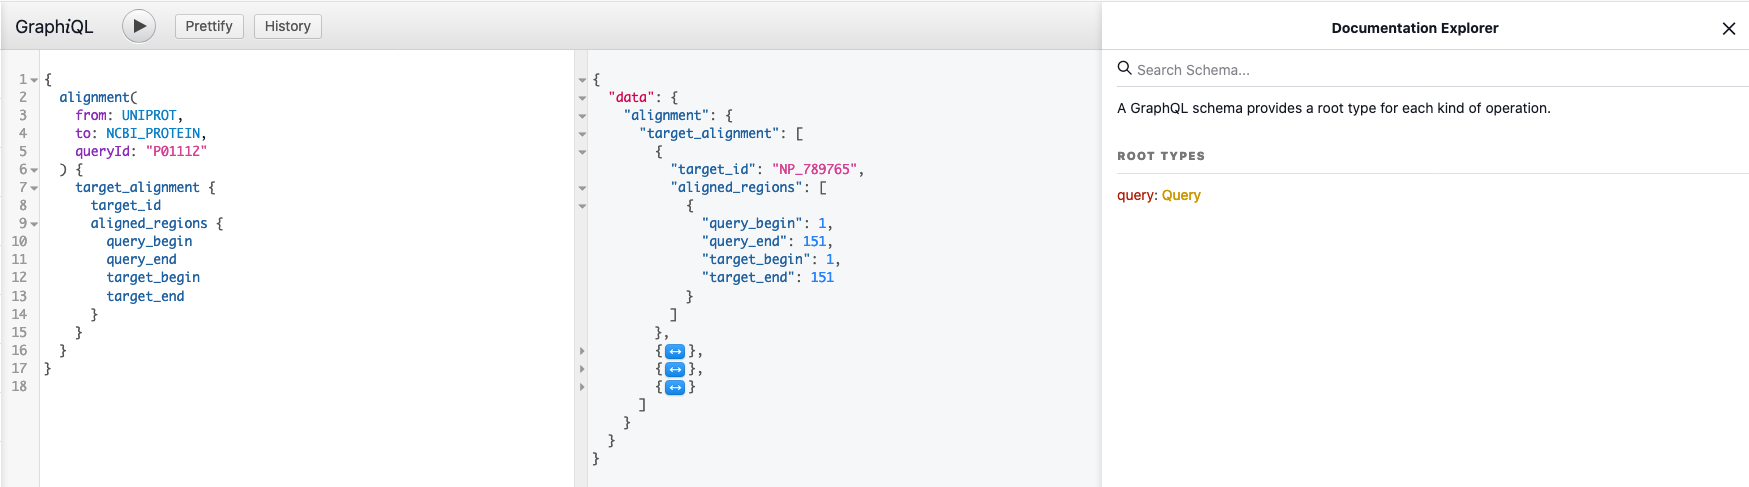 GraphiQL Prettify History
1 {
2 alignment(
3 from: UNIPROT,
4 to: NCBI_PROTEIN,
5 queryId: "P01112"
6 ) {
7 target_alignment {
8 target_id
9 aligned_regions {
10 query_begin
11 query_end
12 target_begin
13 target_end
14 }
15 }
16 }
17 }
18
{
"data": {
"alignment": {
"target_alignment": [
{
"target_id": "NP_789765",
"aligned_regions": [
{
"query_begin": 1,
"query_end": 151,
"target_begin": 1,
"target_end": 151
}
]
},
{↔},
{↔},
{↔}
]
}
}
}
Documentation Explorer
Search Schema...
A GraphQL schema provides a root type for each kind of operation.
ROOT TYPES
query: Query